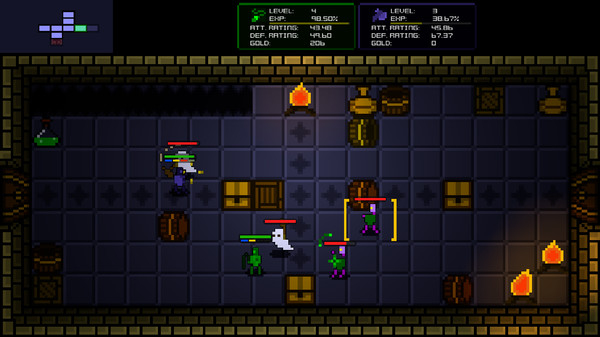 LEVEL: 4
EXP: 98.50%
ATT. RATING: 43.48
DEF. RATING: 49.60
GOLD: 206
LEVEL: 3
EXP: 38.67%
ATT. RATING: 45.86
DEF. RATING: 67.37
GOLD: 0